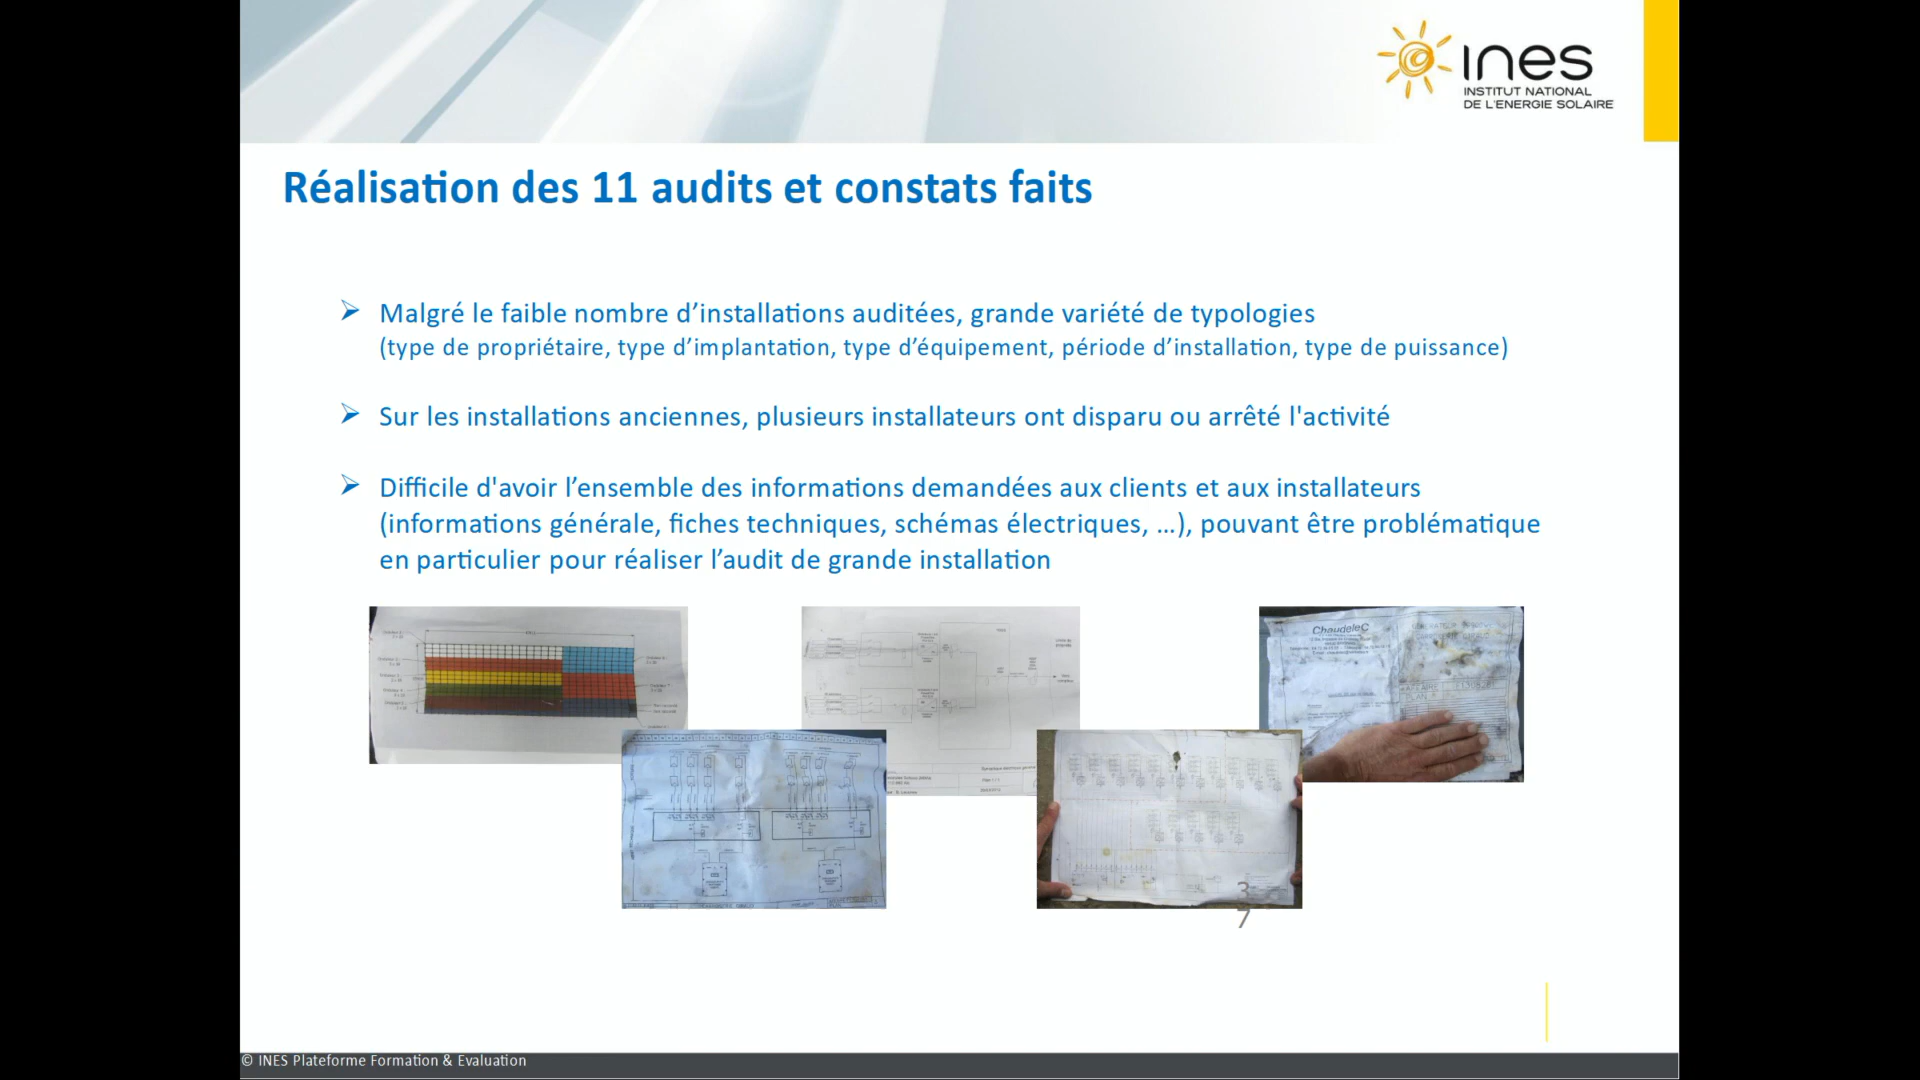 ines
INSTITUT NATIONAL
DE L'ENERGIE SOLAIRE
Réalisation des 11 audits et constats faits
Malgré le faible nombre d’installations auditées, grande variété de typologies
(type de propriétaire, type d’implantation, type d’équipement, période d’installation, type de puissance)
Sur les installations anciennes, plusieurs installateurs ont disparu ou arrêté l'activité
Difficile d'avoir l’ensemble des informations demandées aux clients et aux installateurs
(informations générale, fiches techniques, schémas électriques, …), pouvant être problématique
en particulier pour réaliser l’audit de grande installation
ChaudeleC
3
7
© INES Plateforme Formation & Evaluation